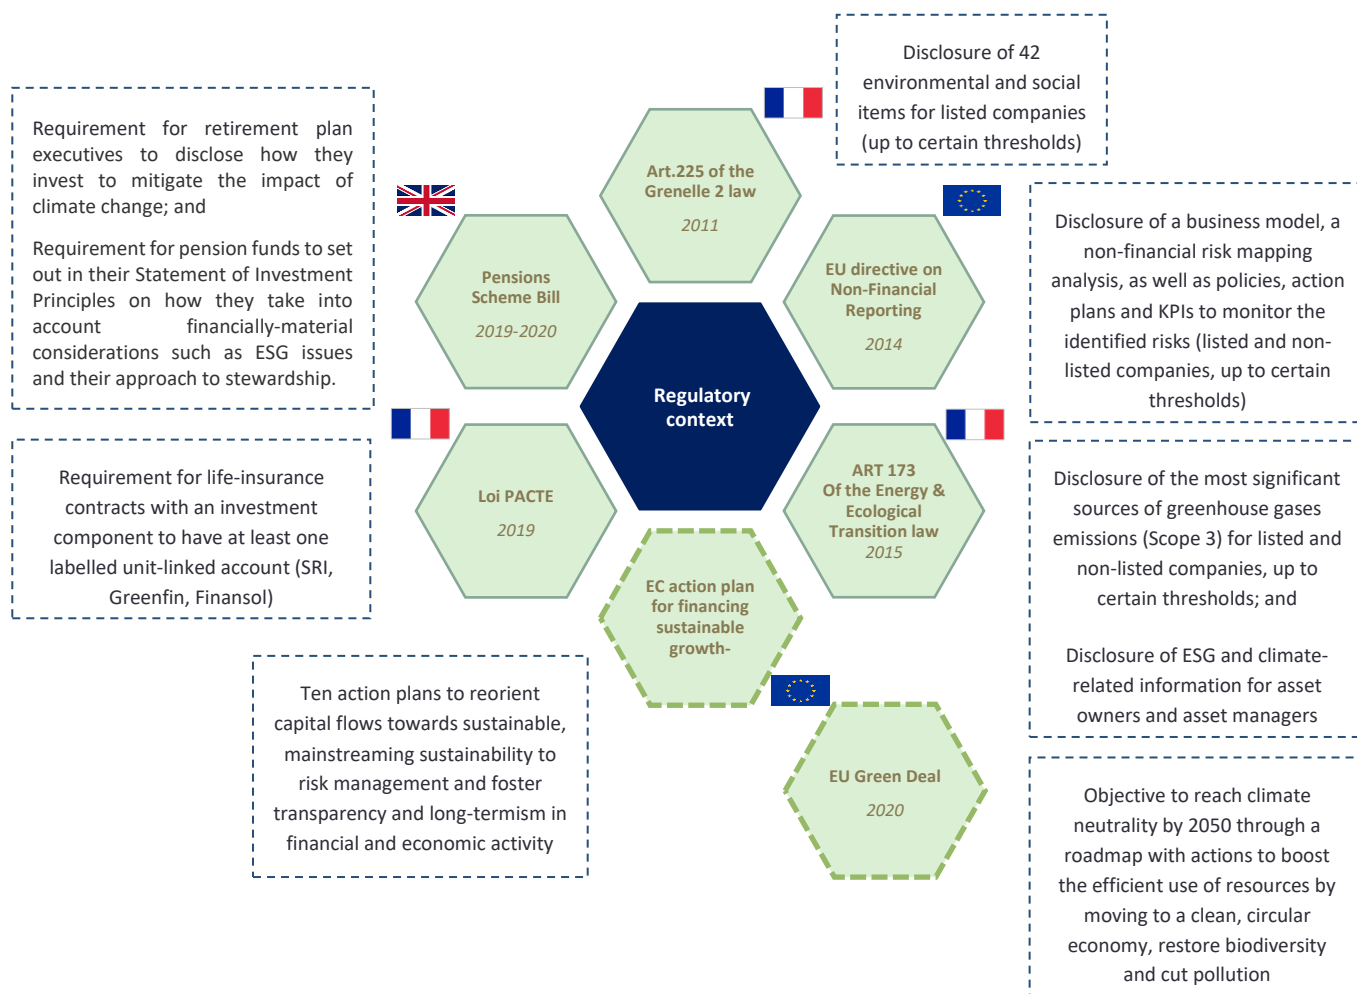 Disclosure of 42
environmental and social
items for listed companies
(up to certain thresholds)
Requirement for retirement plan
executives to disclose how they
invest to mitigate the impact of
climate change; and
Requirement for pension funds to set
out in their Statement of Investment
Principles on how they take into
account financially-material
considerations such as ESG issues
and their approach to stewardship.
Art.225 of the
Grenelle 2 law
2011
Pensions
Scheme Bill
2019-2020
EU directive on
Non-Financial
Reporting
2014
Disclosure of a business model, a
non-financial risk mapping
analysis, as well as policies, action
plans and KPIs to monitor the
identified risks (listed and non-
listed companies, up to certain
thresholds)
Regulatory
context
Requirement for life-insurance
contracts with an investment
component to have at least one
labelled unit-linked account (SRI,
Greenfin, Finansol)
Loi PACTE
2019
ART 173
Of the Energy &
Ecological
Transition law
2015
Disclosure of the most significant
sources of greenhouse gases
emissions (Scope 3) for listed and
non-listed companies, up to
certain thresholds; and
Disclosure of ESG and climate-
related information for asset
owners and asset managers
EC action plan
for financing
sustainable
growth-
Ten action plans to reorient
capital flows towards sustainable,
mainstreaming sustainability to
risk management and foster
transparency and long-termism in
financial and economic activity
EU Green Deal
2020
Objective to reach climate
neutrality by 2050 through a
roadmap with actions to boost
the efficient use of resources by
moving to a clean, circular
economy, restore biodiversity
and cut pollution